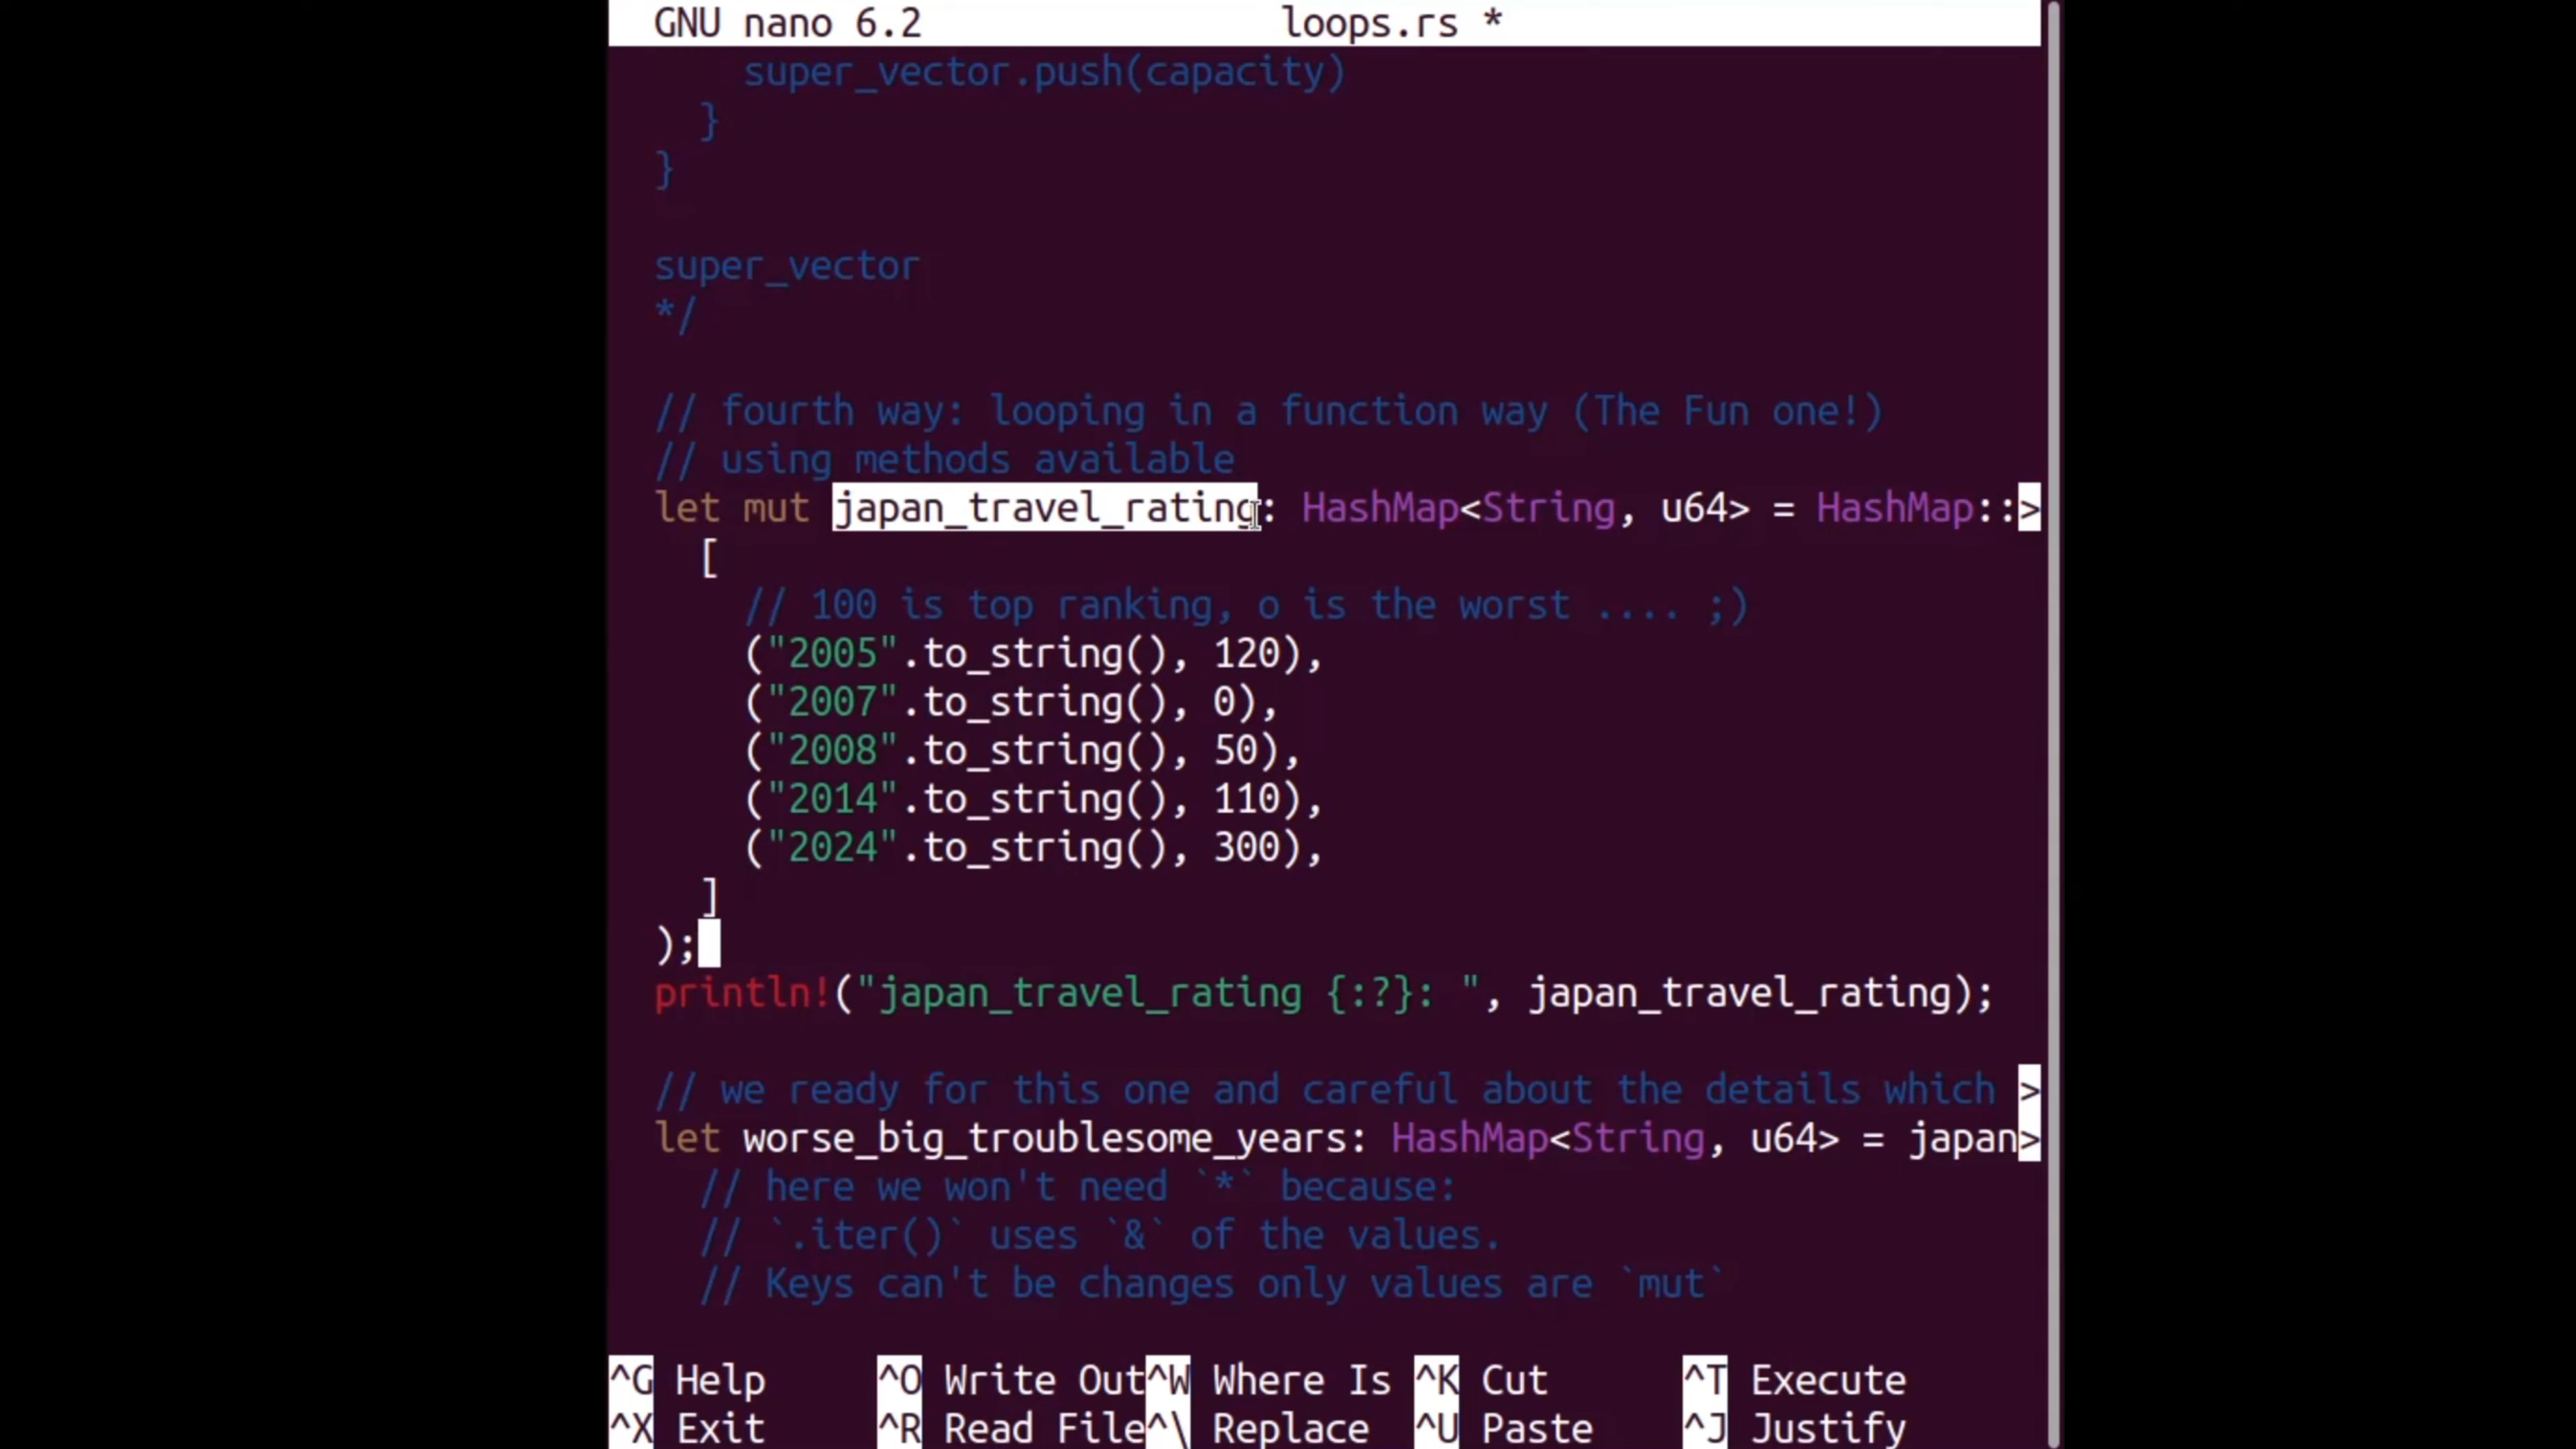 GNU nano 6.2 loops.rs *
super_vector.push(capacity)
}
}
super_vector
*/
// fourth way: looping in a function way (The Fun one!)
// using methods available
let mut japan_travel_rating: HashMap<String, u64> = HashMap::>
[
// 100 is top ranking, o is the worst .... ;)
("2005".to_string(), 120),
("2007".to_string(), 0),
("2008".to_string(), 50),
("2014".to_string(), 110),
("2024".to_string(), 300),
]
);
println!("japan_travel_rating {:?}: ", japan_travel_rating);
// we ready for this one and careful about the details which >
let worse_big_troublesome_years: HashMap<String, u64> = japan>
// here we won't need `*` because:
// `.iter()` uses `&` of the values.
// Keys can't be changes only values are `mut`
^G Help ^O Write Out ^W Where Is ^K Cut ^T Execute
^X Exit ^R Read File ^\ Replace ^U Paste ^J Justify